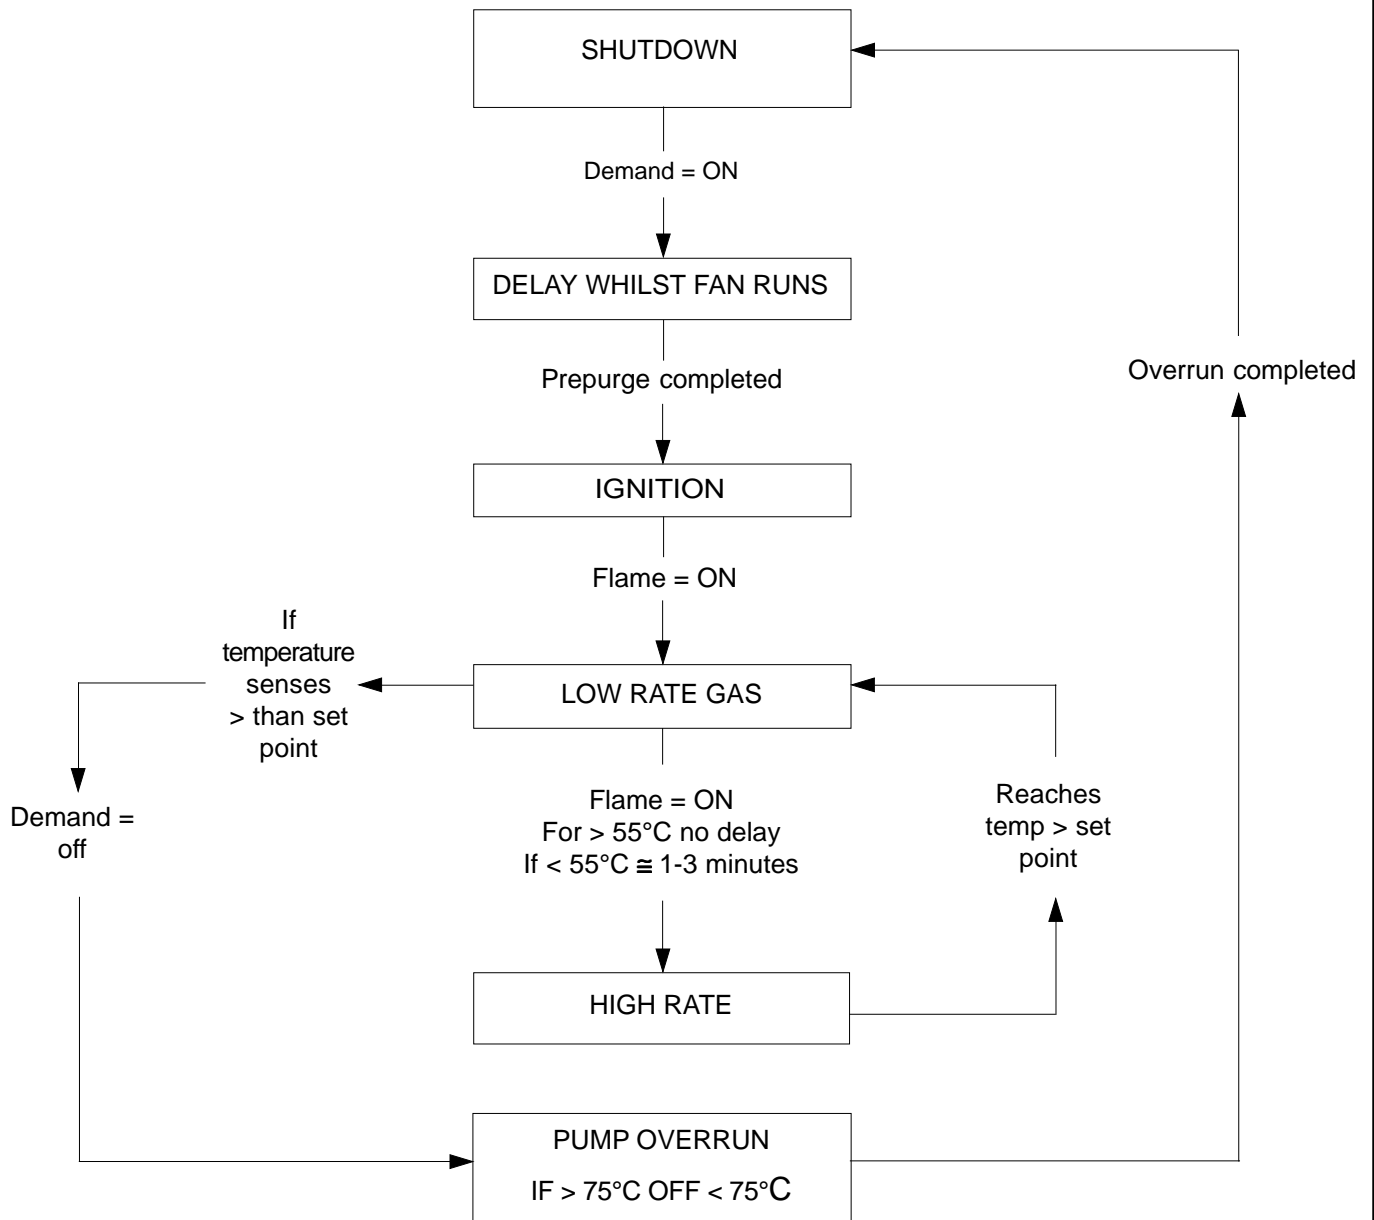 SHUTDOWN
Demand = ON
DELAY WHILST FAN RUNS
Prepurge completed
Overrun completed
IGNITION
Flame = ON
If
temperature
senses
> than set
point
LOW RATE GAS
Demand =
off
Flame = ON
For > 55°C no delay
If < 55°C ≅ 1-3 minutes
Reaches
temp > set
point
HIGH RATE
PUMP OVERRUN
IF > 75°C OFF < 75°C